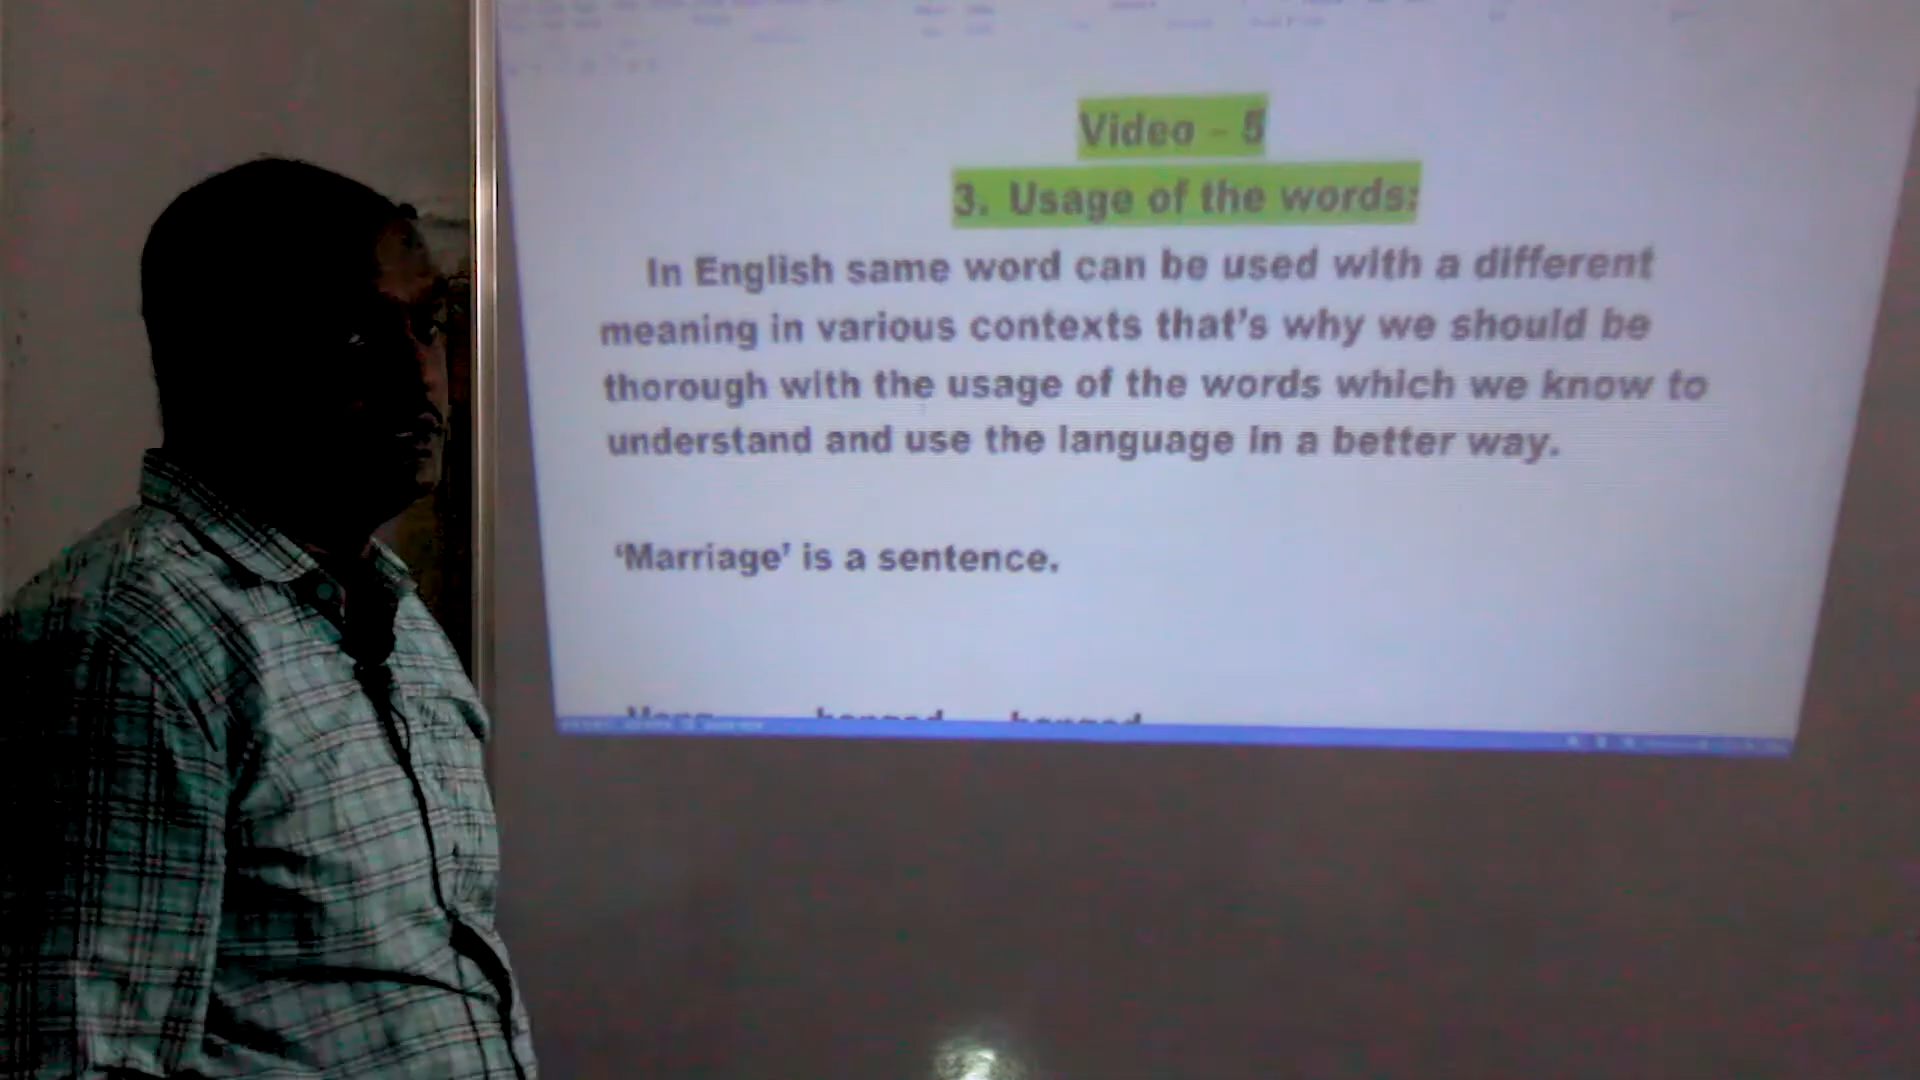 Video - 5
3. Usage of the words:
In English same word can be used with a different
meaning in various contexts that's why we should be
thorough with the usage of the words which we know to
understand and use the language in a better way.
‘Marriage’ is a sentence.